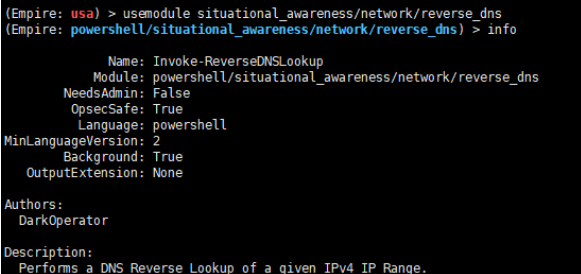 (Empire: usa) > usemodule situational_awareness/network/reverse_dns
(Empire: powershell/situational_awareness/network/reverse_dns) > info
Name: Invoke-ReverseDNSLookup
Module: powershell/situational_awareness/network/reverse_dns
NeedsAdmin: False
OpsecSafe: True
Language: powershell
MinLanguageVersion: 2
Background: True
OutputExtension: None
Authors:
DarkOperator
Description:
Performs a DNS Reverse Lookup of a given IPv4 IP Range.